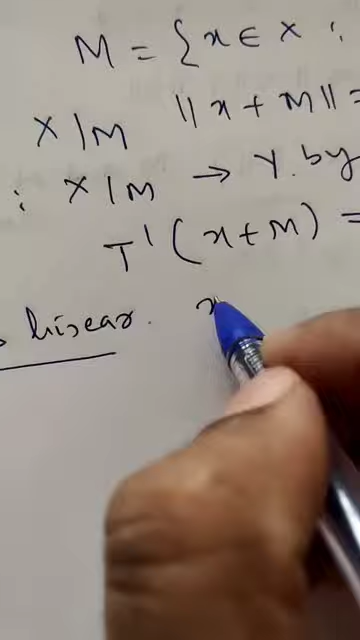 M = {x ∈ X :
X/M ||x + M|| =
: X/M → Y. by
T' (x + M) =
linear. x